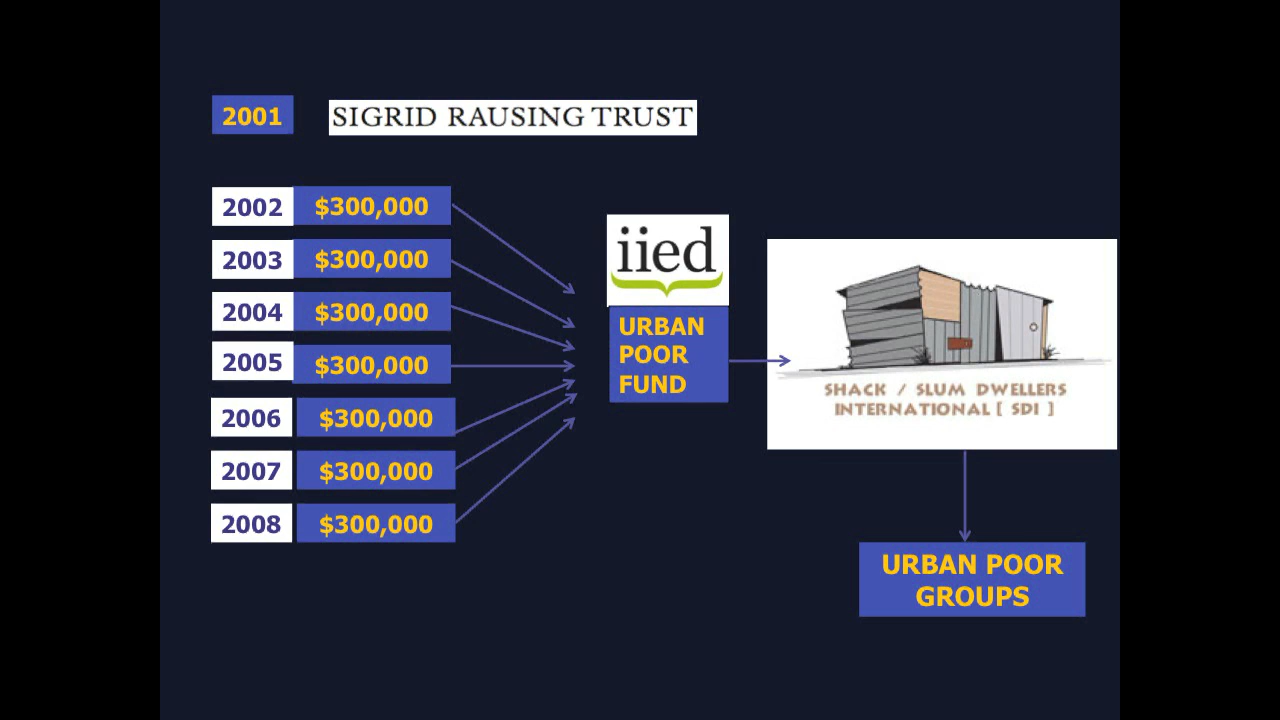 2001
SIGRID RAUSING TRUST
2002 $300,000
2003 $300,000
2004 $300,000
2005 $300,000
2006 $300,000
2007 $300,000
2008 $300,000
iied
URBAN
POOR
FUND
SHACK / SLUM DWELLERS
INTERNATIONAL [ SDI ]
URBAN POOR
GROUPS